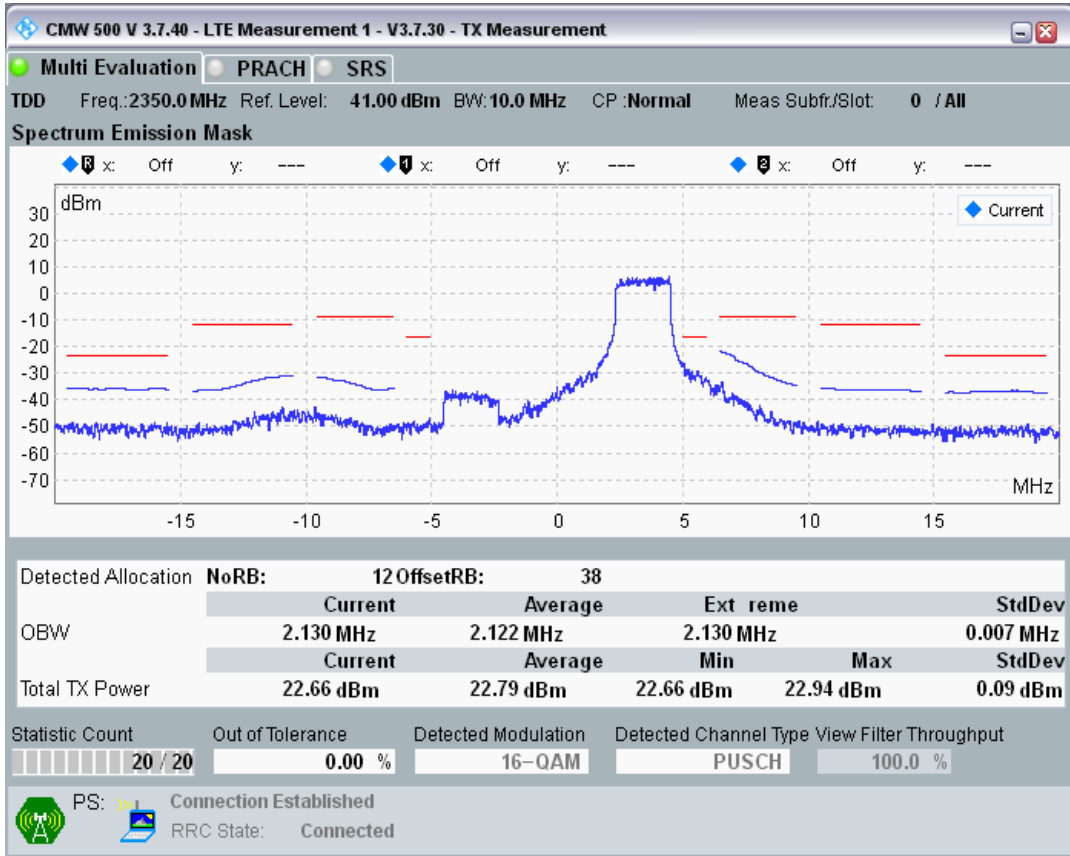 CMW 500 V 3.7.40 - LTE Measurement 1 - V3.7.30 - TX Measurement
Multi Evaluation PRACH SRS
TDD Freq.:2350.0 MHz Ref. Level: 41.00 dBm BW: 10.0 MHz CP :Normal Meas Subfr./Slot: 0 / All
Spectrum Emission Mask
R x: Off y: --- 1 x: Off y: --- 2 x: Off y: ---
dBm
Current
30
20
10
0
-10
-20
-30
-40
-50
-60
-70
MHz
-15 -10 -5 0 5 10 15
Detected Allocation NoRB: 12 OffsetRB: 38
Current Average Ext reme StdDev
OBW 2.130 MHz 2.122 MHz 2.130 MHz 0.007 MHz
Current Average Min Max StdDev
Total TX Power 22.66 dBm 22.79 dBm 22.66 dBm 22.94 dBm 0.09 dBm
Statistic Count Out of Tolerance Detected Modulation Detected Channel Type View Filter Throughput
20 / 20 0.00 % 16-QAM PUSCH 100.0 %
PS: Connection Established
RRC State: Connected